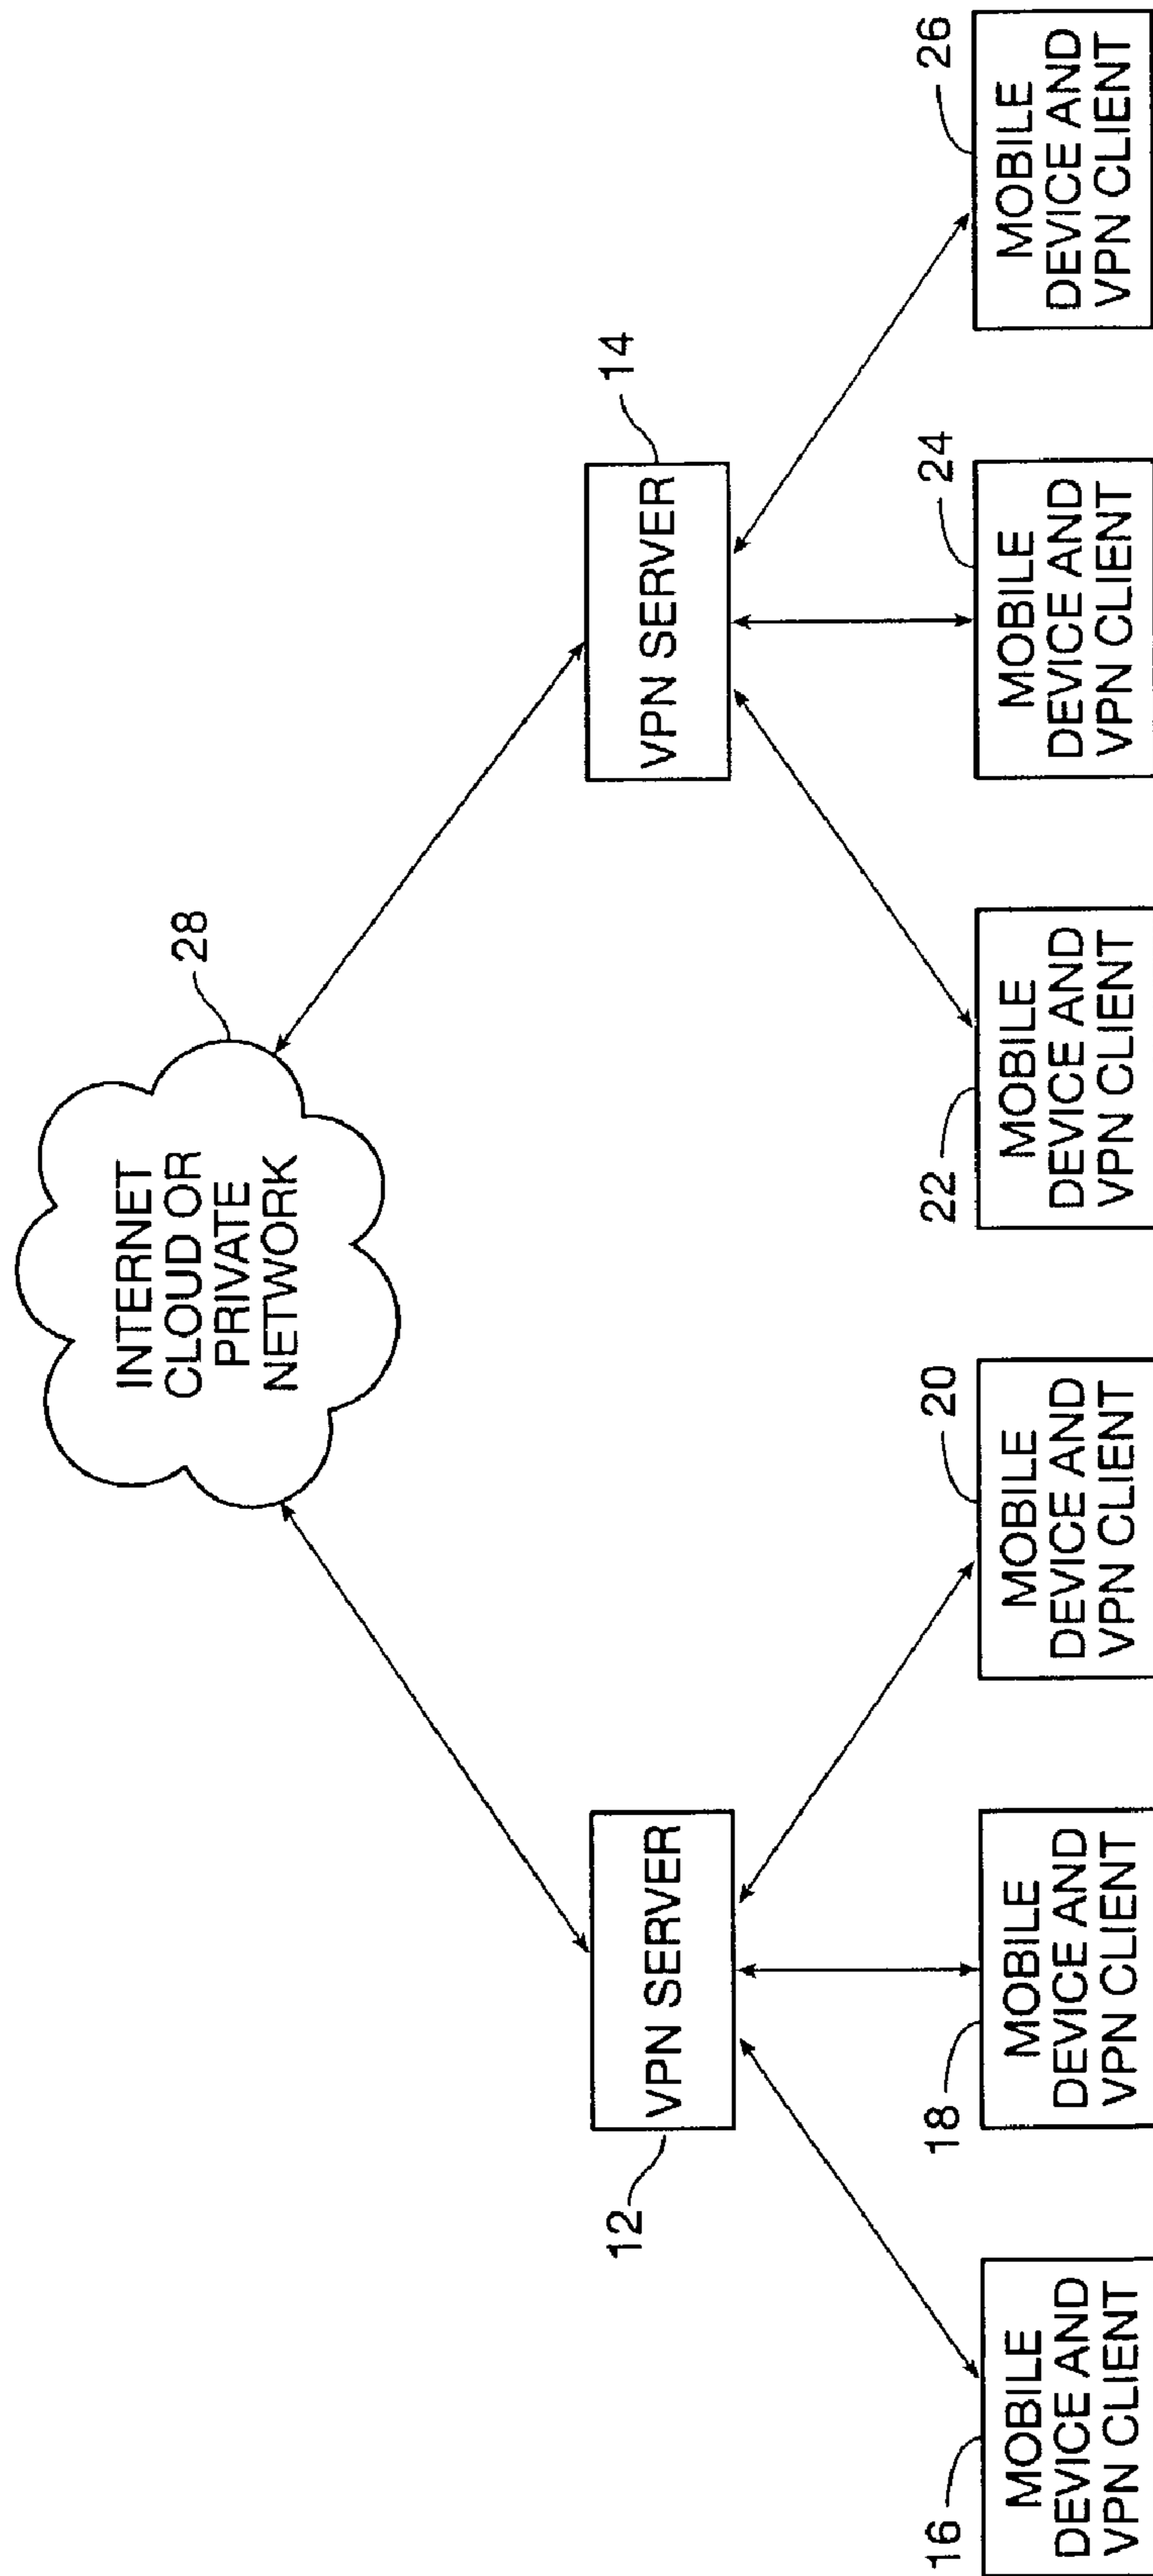 INTERNET
CLOUD OR
PRIVATE
NETWORK
28
VPN SERVER
12
VPN SERVER
14
MOBILE
DEVICE AND
VPN CLIENT
16
MOBILE
DEVICE AND
VPN CLIENT
18
MOBILE
DEVICE AND
VPN CLIENT
20
MOBILE
DEVICE AND
VPN CLIENT
22
MOBILE
DEVICE AND
VPN CLIENT
24
MOBILE
DEVICE AND
VPN CLIENT
26